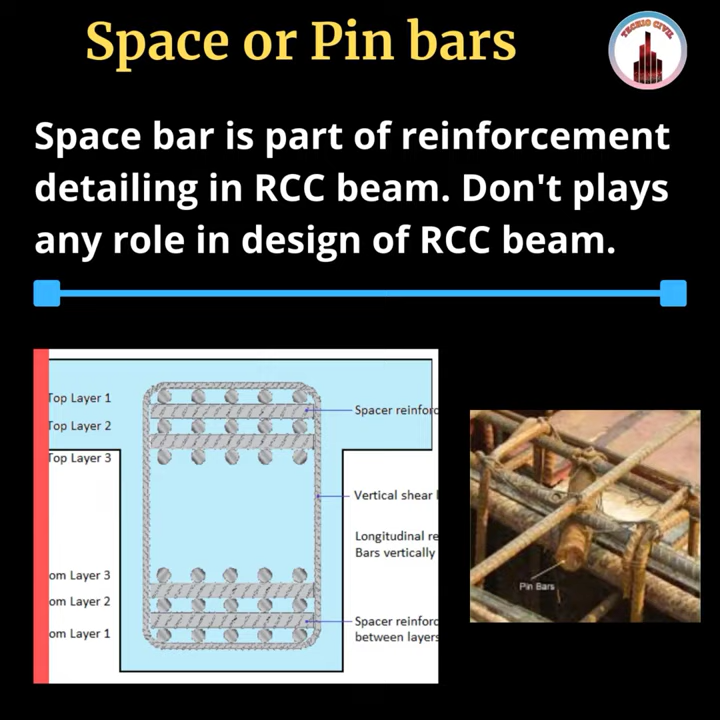 Space or Pin bars
TECHIO CIVIL
Space bar is part of reinforcement
detailing in RCC beam. Don't plays
any role in design of RCC beam.
Top Layer 1
Spacer reinforc
Top Layer 2
Top Layer 3
Vertical shear
Longitudinal re
Bars vertically
om Layer 3
om Layer 2
om Layer 1
Spacer reinforc
between layers
Pin Bars